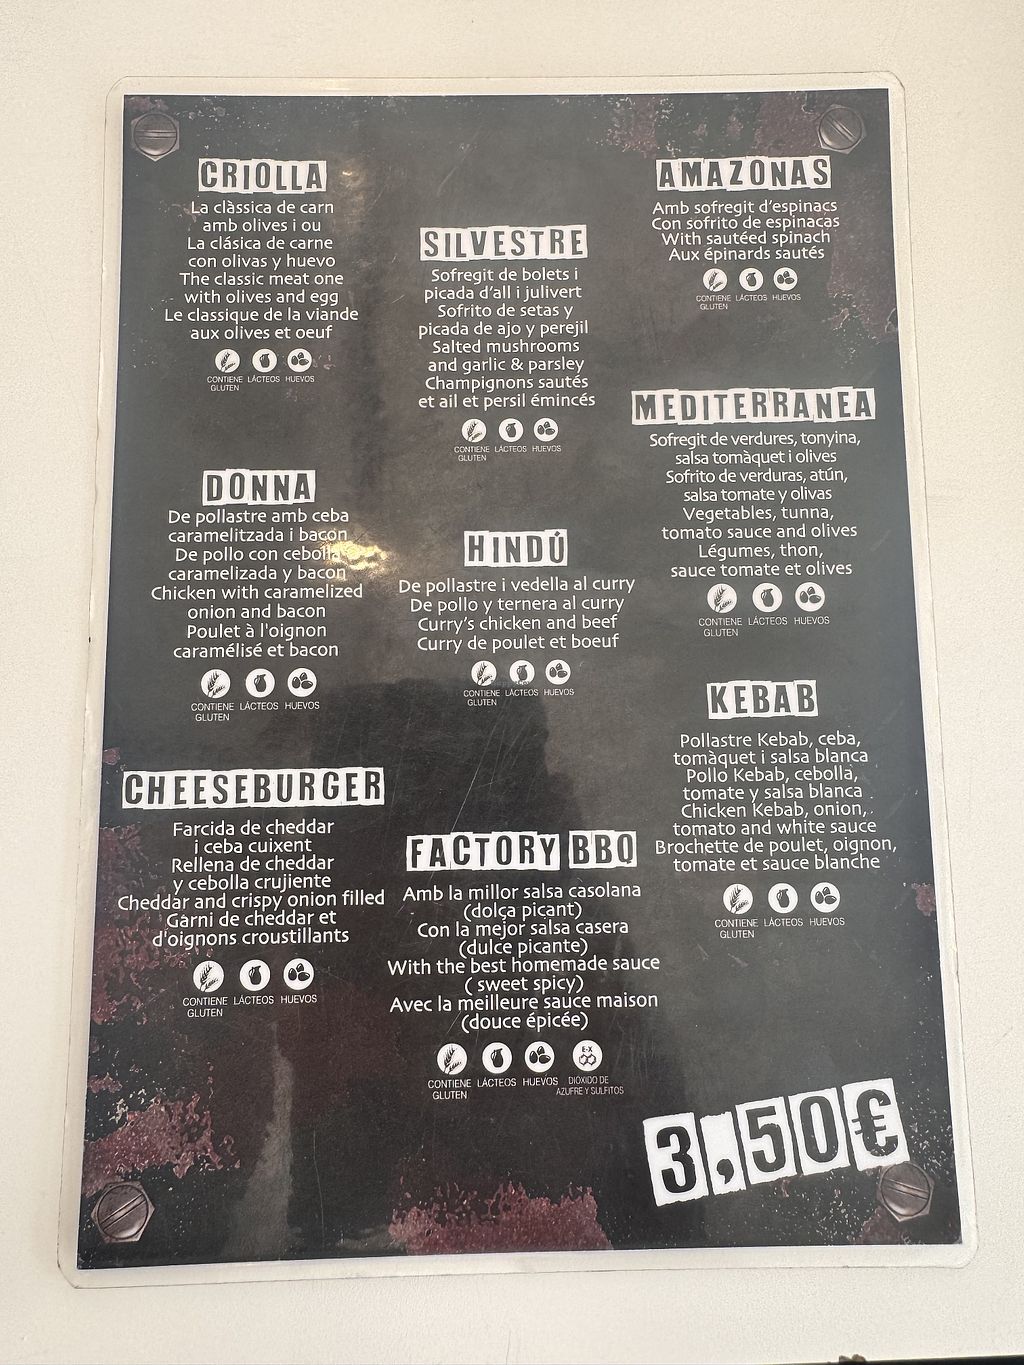 CRIOLLA
La clàssica de carn
amb olives i ou
La clásica de carne
con olivas y huevo
The classic meat one
with olives and egg
Le classique de la viande
aux olives et oeuf
CONTIENE GLUTEN LÁCTEOS HUEVOS
SILVESTRE
Sofregit de bolets i
picada d'all i julivert
Sofrito de setas y
picada de ajo y perejil
Salted mushrooms
and garlic & parsley
Champignons sautés
et ail et persil émincés
CONTIENE GLUTEN LÁCTEOS HUEVOS
AMAZONAS
Amb sofregit d'espinacs
Con sofrito de espinacas
With sautéed spinach
Aux épinards sautés
CONTIENE GLUTEN LÁCTEOS HUEVOS
MEDITERRANEA
Sofregit de verdures, tonyina,
salsa tomàquet i olives
Sofrito de verduras, atún,
salsa tomate y olivas
Vegetables, tunna,
tomato sauce and olives
Légumes, thon,
sauce tomate et olives
CONTIENE GLUTEN LÁCTEOS HUEVOS
DONNA
De pollastre amb ceba
caramelitzada i bacon
De pollo con cebolla
caramelizada y bacon
Chicken with caramelized
onion and bacon
Poulet à l'oignon
caramélisé et bacon
CONTIENE GLUTEN LÁCTEOS HUEVOS
HINDÚ
De pollastre i vedella al curry
De pollo y ternera al curry
Curry's chicken and beef
Curry de poulet et boeuf
CONTIENE GLUTEN LÁCTEOS HUEVOS
KEBAB
Pollastre Kebab, ceba,
tomàquet i salsa blanca
Pollo Kebab, cebolla,
tomate y salsa blanca
Chicken Kebab, onion,
tomato and white sauce
Brochette de poulet, oignon,
tomate et sauce blanche
CONTIENE GLUTEN LÁCTEOS HUEVOS
CHEESEBURGER
Farcida de cheddar
i ceba cuixent
Rellena de cheddar
y cebolla crujiente
Cheddar and crispy onion filled
Garni de cheddar et
d'oignons croustillants
CONTIENE GLUTEN LÁCTEOS HUEVOS
FACTORY BBQ
Amb la millor salsa casolana
(dolça picant)
Con la mejor salsa casera
(dulce picante)
With the best homemade sauce
( sweet spicy)
Avec la meilleure sauce maison
(douce épicée)
E-X
CONTIENE GLUTEN LÁCTEOS HUEVOS DIÓXIDO DE AZUFRE Y SULFITOS
3,50€